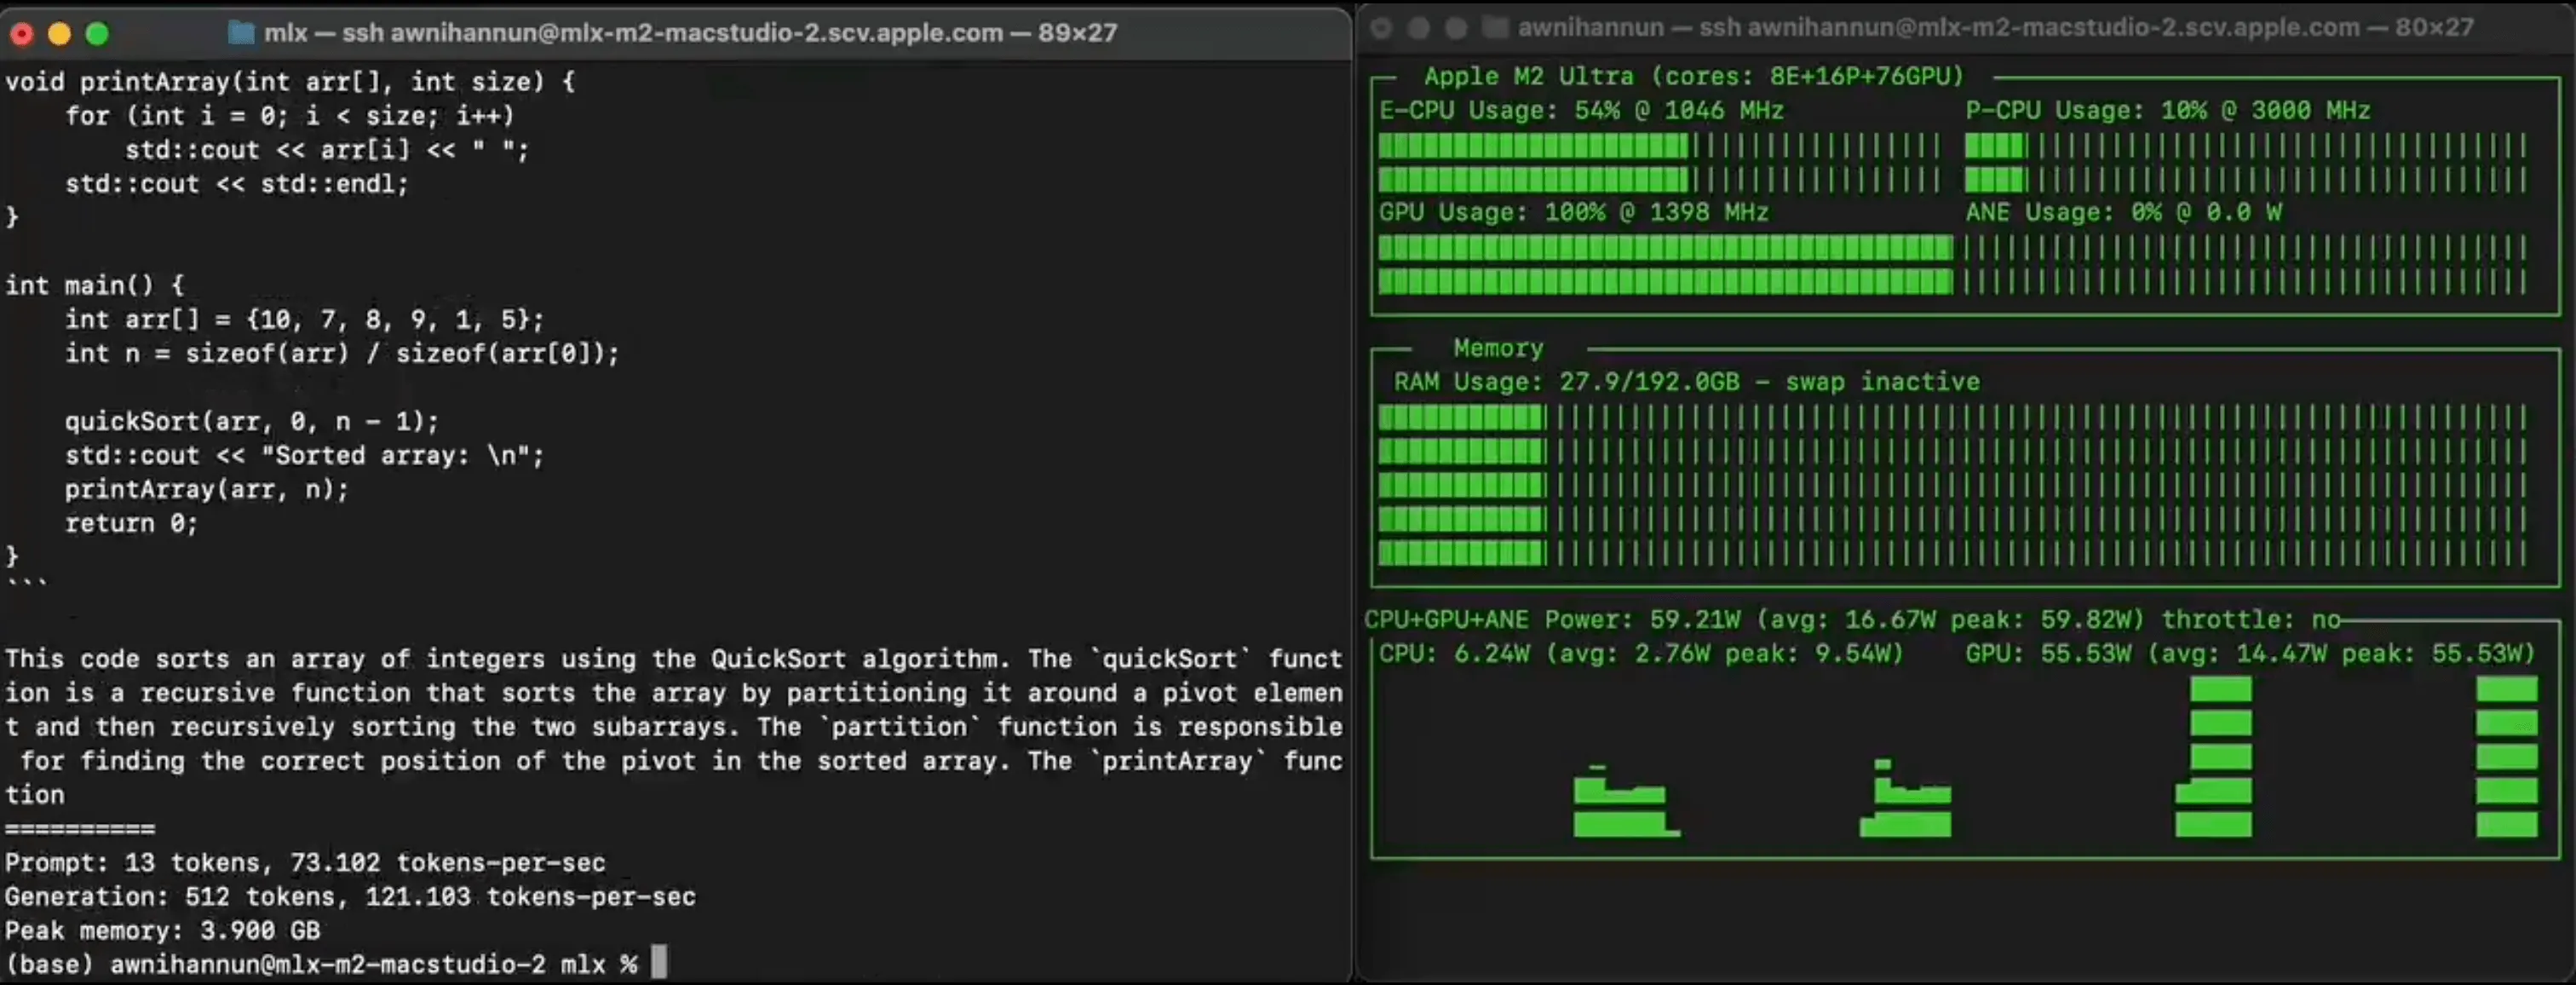 mlx — ssh awnihannun@mlx-m2-macstudio-2.scv.apple.com — 89×27
void printArray(int arr[], int size) {
    for (int i = 0; i < size; i++)
        std::cout << arr[i] << " ";
    std::cout << std::endl;
}
int main() {
    int arr[] = {10, 7, 8, 9, 1, 5};
    int n = sizeof(arr) / sizeof(arr[0]);
    quickSort(arr, 0, n - 1);
    std::cout << "Sorted array: \n";
    printArray(arr, n);
    return 0;
}
```
This code sorts an array of integers using the QuickSort algorithm. The `quickSort` funct
ion is a recursive function that sorts the array by partitioning it around a pivot elemen
t and then recursively sorting the two subarrays. The `partition` function is responsible
 for finding the correct position of the pivot in the sorted array. The `printArray` func
tion
==========
Prompt: 13 tokens, 73.102 tokens-per-sec
Generation: 512 tokens, 121.103 tokens-per-sec
Peak memory: 3.900 GB
(base) awnihannun@mlx-m2-macstudio-2 mlx %
awnihannun — ssh awnihannun@mlx-m2-macstudio-2.scv.apple.com — 80×27
Apple M2 Ultra (cores: 8E+16P+76GPU)
E-CPU Usage: 54% @ 1046 MHz
P-CPU Usage: 10% @ 3000 MHz
GPU Usage: 100% @ 1398 MHz
ANE Usage: 0% @ 0.0 W
Memory
RAM Usage: 27.9/192.0GB - swap inactive
CPU+GPU+ANE Power: 59.21W (avg: 16.67W peak: 59.82W) throttle: no
CPU: 6.24W (avg: 2.76W peak: 9.54W)
GPU: 55.53W (avg: 14.47W peak: 55.53W)